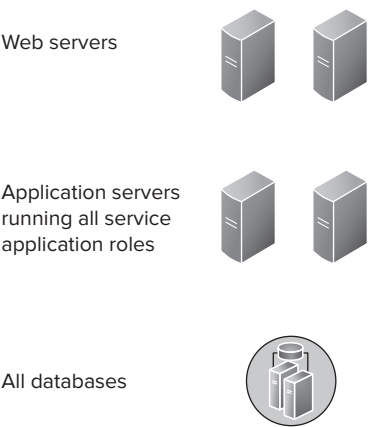 Web servers
Application servers
running all service
application roles
All databases